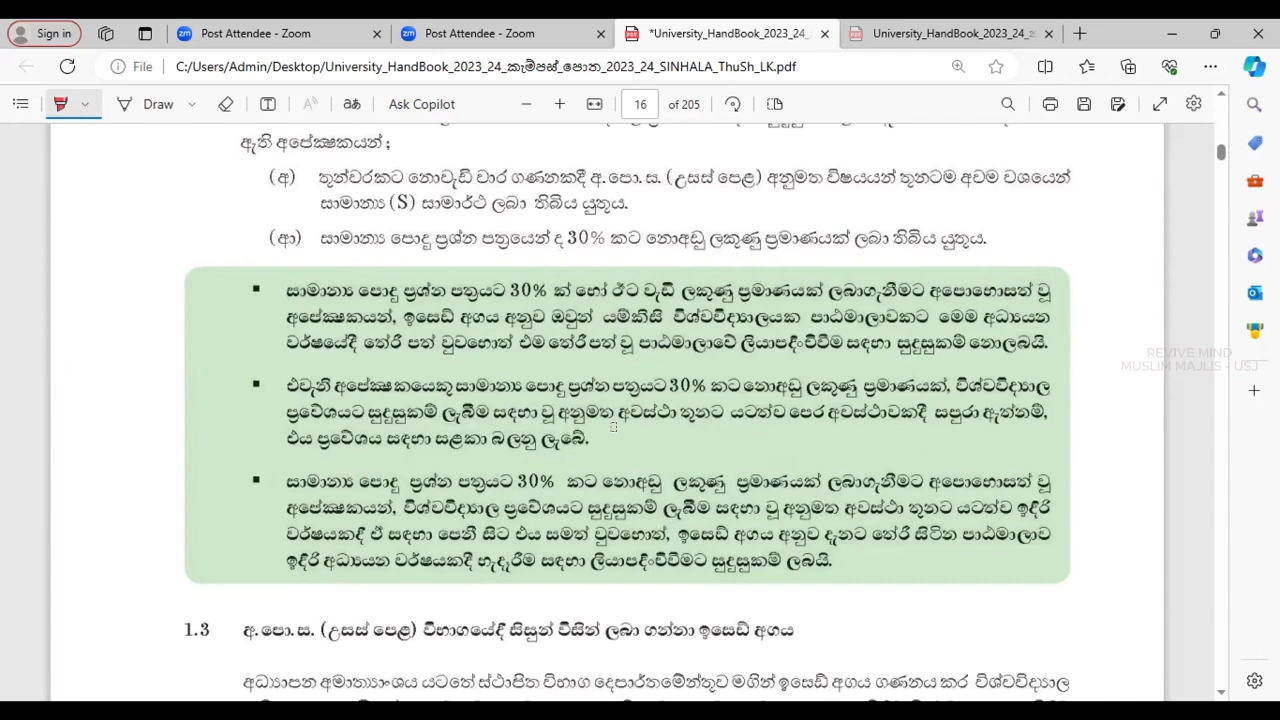 Sign in
Post Attendee - Zoom
Post Attendee - Zoom
*University_HandBook_2023_24_
University_HandBook_2023_24_
File
C:/Users/Admin/Desktop/University_HandBook_2023_24_කැම්පස්_පොත_2023_24_SINHALA_ThuSh_LK.pdf
Draw
Ask Copilot
16
of 205
ඇති අපේක්ෂකයන් ;
(අ) තුන්වරකට නොවැඩි වාර ගණනකදී අ. පො. ස. (උසස් පෙළ) අනුමත විෂයයන් තුනටම අවම වශයෙන්
සාමාන්‍ය (S) සාමාර්ථ ලබා තිබිය යුතුය.
(ආ) සාමාන්‍ය පොදු ප්‍රශ්න පත්‍රයෙන් ද 30% කට නොඅඩු ලකුණු ප්‍රමාණයක් ලබා තිබිය යුතුය.
▪ සාමාන්‍ය පොදු ප්‍රශ්න පත්‍රයට 30% ක් හෝ ඊට වැඩි ලකුණු ප්‍රමාණයක් ලබාගැනීමට අපොහොසත් වූ
අපේක්ෂකයන්, ඉසෙඩ් අගය අනුව ඔවුන් යම්කිසි විශ්වවිද්‍යාලයක පාඨමාලාවකට මෙම අධ්‍යයන
වර්ෂයේදී තේරී පත් වුවහොත් එම තේරීපත් වූ පාඨමාලාවේ ලියාපදිංචිවීම සඳහා සුදුසුකම් නොලබයි.
▪ එවැනි අපේක්ෂකයෙකු සාමාන්‍ය පොදු ප්‍රශ්න පත්‍රයට 30% කට නොඅඩු ලකුණු ප්‍රමාණයක්, විශ්වවිද්‍යාල
ප්‍රවේශයට සුදුසුකම් ලැබීම සඳහා වූ අනුමත අවස්ථා තුනට යටත්ව පෙර අවස්ථාවකදී සපුරා ඇත්නම්,
එය ප්‍රවේශය සඳහා සළකා බලනු ලැබේ.
▪ සාමාන්‍ය පොදු ප්‍රශ්න පත්‍රයට 30% කට නොඅඩු ලකුණු ප්‍රමාණයක් ලබාගැනීමට අපොහොසත් වූ
අපේක්ෂකයන්, විශ්වවිද්‍යාල ප්‍රවේශයට සුදුසුකම් ලැබීම සඳහා වූ අනුමත අවස්ථා තුනට යටත්ව ඉදිරි
වර්ෂයකදී ඒ සඳහා පෙනී සිට එය සමත් වුවහොත්, ඉසෙඩ් අගය අනුව දැනට තේරී සිටින පාඨමාලාව
ඉදිරි අධ්‍යයන වර්ෂයකදී හැදෑරීම සඳහා ලියාපදිංචිවීමට සුදුසුකම් ලබයි.
REVIVE MIND
MUSLIM MAJLIS - USJ
1.3 අ. පො. ස. (උසස් පෙළ) විභාගයේදී සිසුන් විසින් ලබා ගන්නා ඉසෙඩ් අගය
අධ්‍යාපන අමාත්‍යාංශය යටතේ ස්ථාපිත විභාග දෙපාර්තමේන්තුව මගින් ඉසෙඩ් අගය ගණනය කර විශ්වවිද්‍යාල